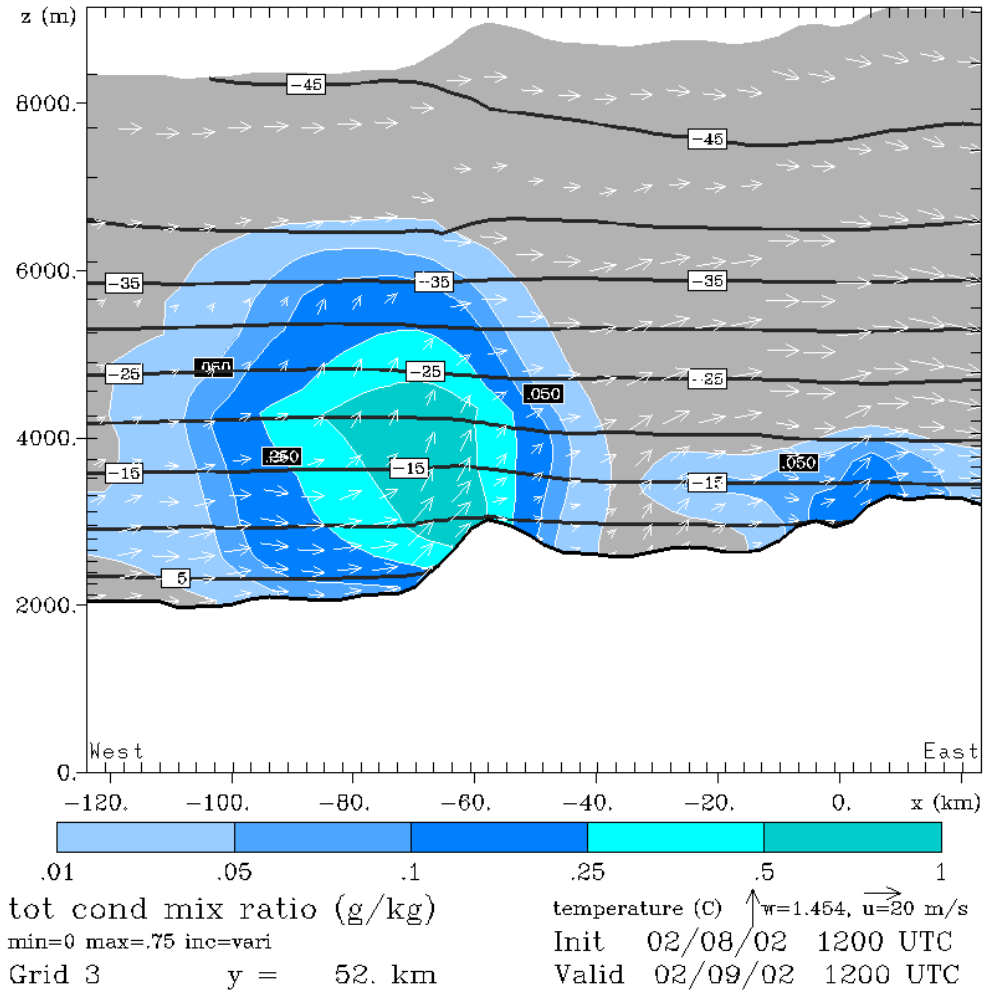 z (m)
-45
8000.
-45
6000.
-35
-35
-35
-25
.050
-25
-25
.050
4000.
.250
-15
-15
.050
-15
5
2000.
West
East
0.
-120. -100. -80. -60. -40. -20. 0. x (km)
.01 .05 .1 .25 .5 1
tot cond mix ratio (g/kg)
temperature (C) w=1.454, u=20 m/s
min=0 max=.75 inc=vari
Init 02/08/02 1200 UTC
Grid 3 y = 52. km
Valid 02/09/02 1200 UTC